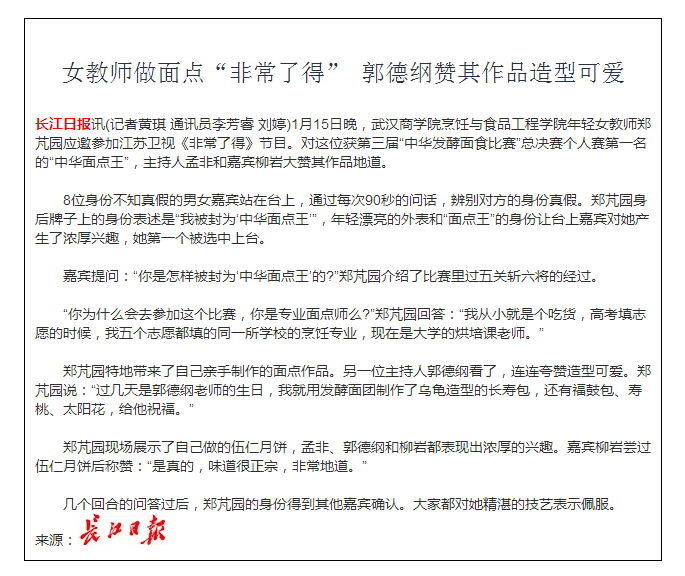 女教师做面点“非常了得” 郭德纲赞其作品造型可爱
长江日报讯(记者黄琪 通讯员李芳睿 刘婷)1月15日晚，武汉商学院烹饪与食品工程学院年轻女教师郑
芃园应邀参加江苏卫视《非常了得》节目。对这位获第三届“中华发酵面食比赛”总决赛个人赛第一名
的“中华面点王”，主持人孟非和嘉宾柳岩大赞其作品地道。
8位身份不知真假的男女嘉宾站在台上，通过每次90秒的问话，辨别对方的身份真假。郑芃园身
后牌子上的身份表述是“我被封为‘中华面点王’”，年轻漂亮的外表和“面点王”的身份让台上嘉宾对她产
生了浓厚兴趣，她第一个被选中上台。
嘉宾提问：“你是怎样被封为‘中华面点王’的?”郑芃园介绍了比赛里过五关斩六将的经过。
“你为什么会去参加这个比赛，你是专业面点师么?”郑芃园回答：“我从小就是个吃货，高考填志
愿的时候，我五个志愿都填的同一所学校的烹饪专业，现在是大学的烘培课老师。”
郑芃园特地带来了自己亲手制作的面点作品。另一位主持人郭德纲看了，连连夸赞造型可爱。郑
芃园说：“过几天是郭德纲老师的生日，我就用发酵面团制作了乌龟造型的长寿包，还有福鼓包、寿
桃、太阳花，给他祝福。”
郑芃园现场展示了自己做的伍仁月饼，孟非、郭德纲和柳岩都表现出浓厚的兴趣。嘉宾柳岩尝过
伍仁月饼后称赞：“是真的，味道很正宗，非常地道。”
几个回合的问答过后，郑芃园的身份得到其他嘉宾确认。大家都对她精湛的技艺表示佩服。
来源：长江日报